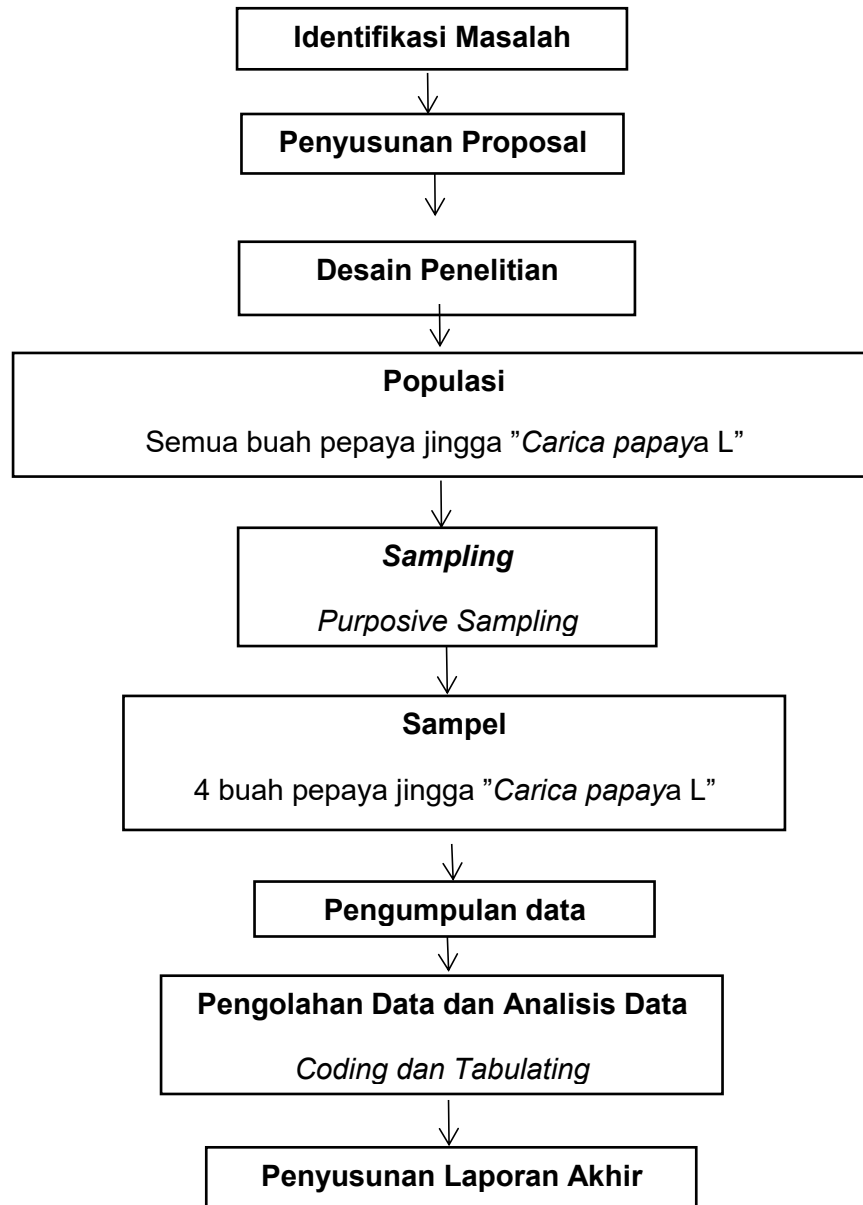 Identifikasi Masalah
Penyusunan Proposal
Desain Penelitian
Populasi
Semua buah pepaya jingga ”Carica papaya L”
Sampling
Purposive Sampling
Sampel
4 buah pepaya jingga ”Carica papaya L”
Pengumpulan data
Pengolahan Data dan Analisis Data
Coding dan Tabulating
Penyusunan Laporan Akhir